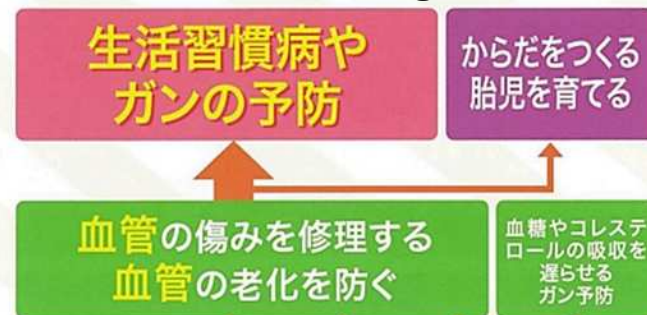 生活習慣病や
ガンの予防
からだをつくる
胎児を育てる
血管の傷みを修理する
血管の老化を防ぐ
血糖やコレステ
ロールの吸収を
遅らせる
ガン予防